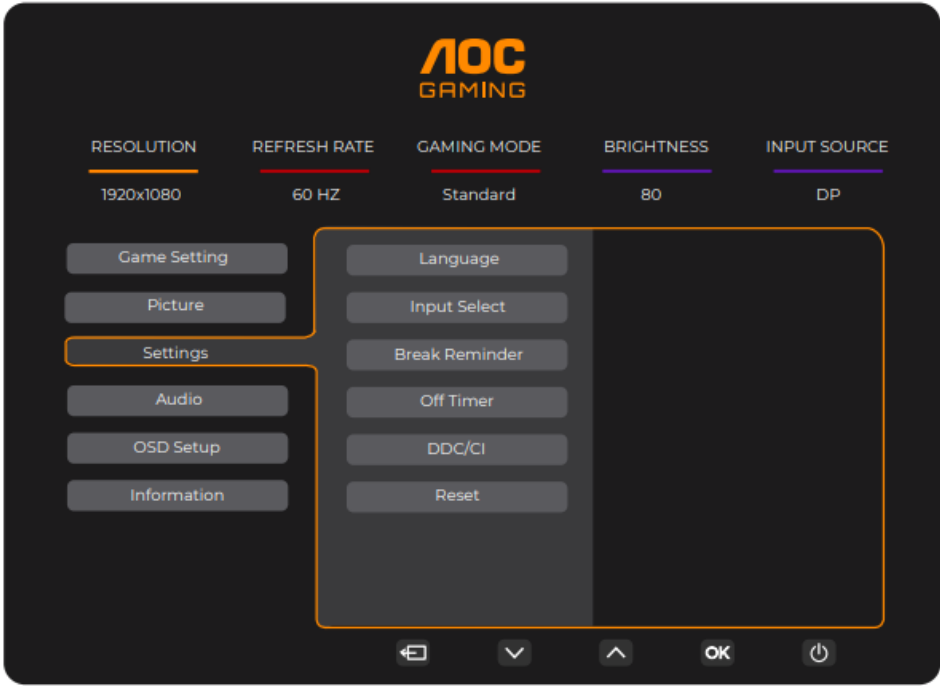 AOC
GAMING
RESOLUTION REFRESH RATE GAMING MODE BRIGHTNESS INPUT SOURCE
1920x1080 60 HZ Standard 80 DP
Game Setting Language
Picture Input Select
Settings Break Reminder
Audio Off Timer
OSD Setup DDC/CI
Information Reset
OK